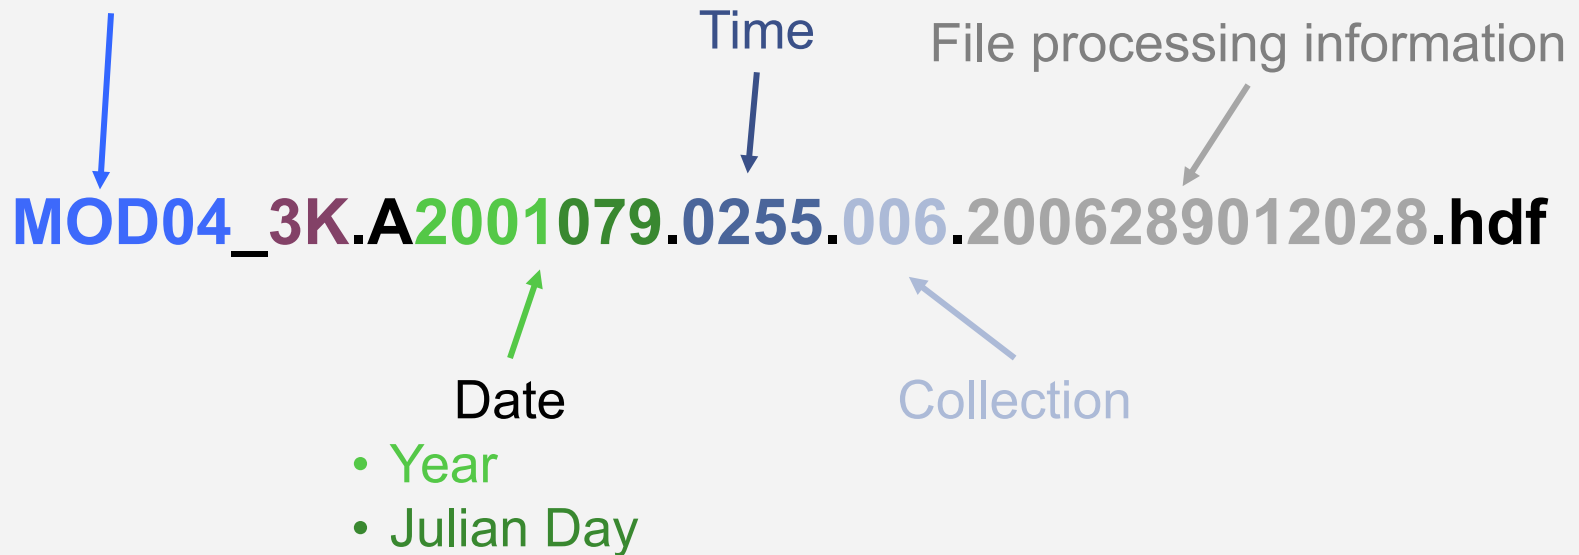 Time
File processing information
MOD04_3K.A2001079.0255.006.2006289012028.hdf
Date
Collection
• Year
• Julian Day